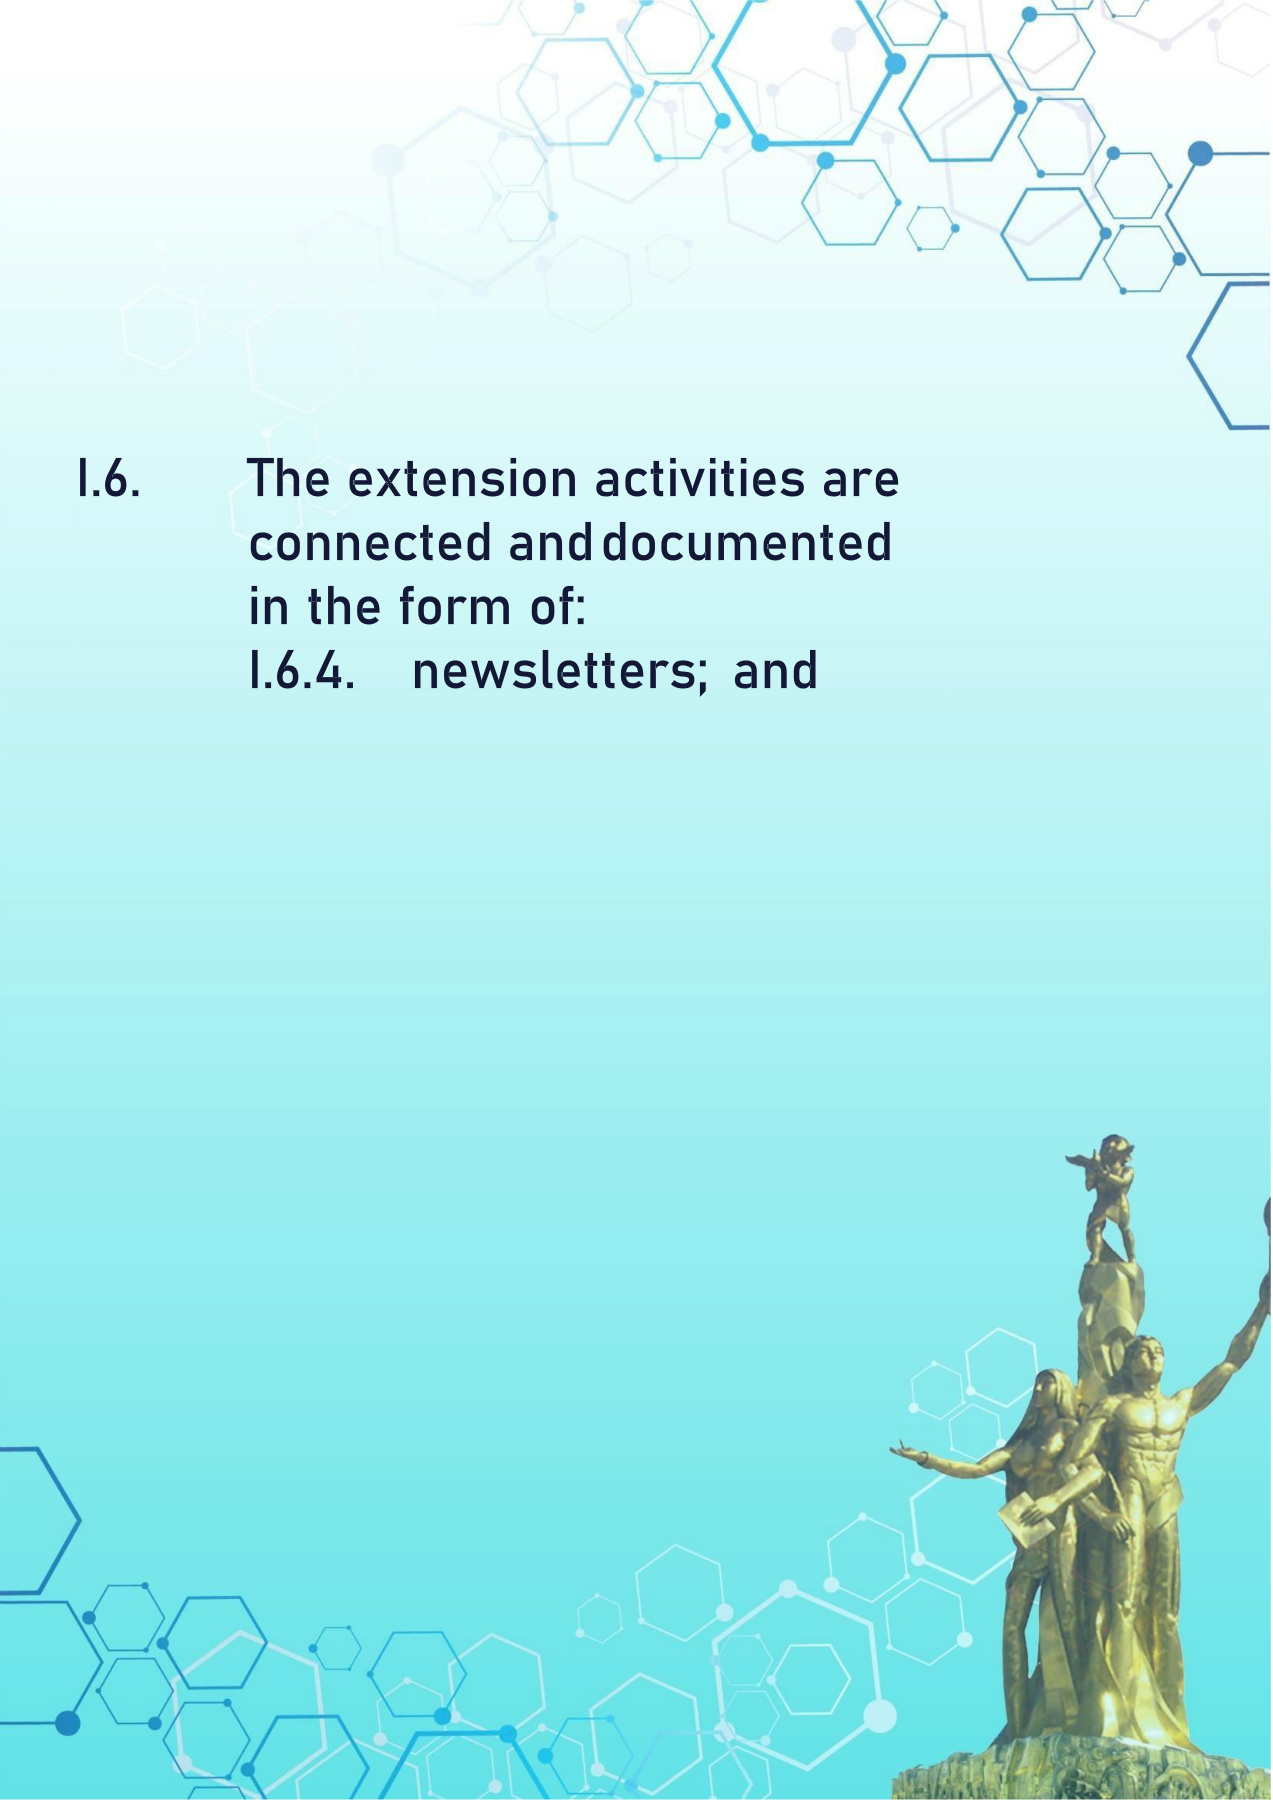 I.6. The extension activities are
connected and documented
in the form of:
I.6.4. newsletters; and